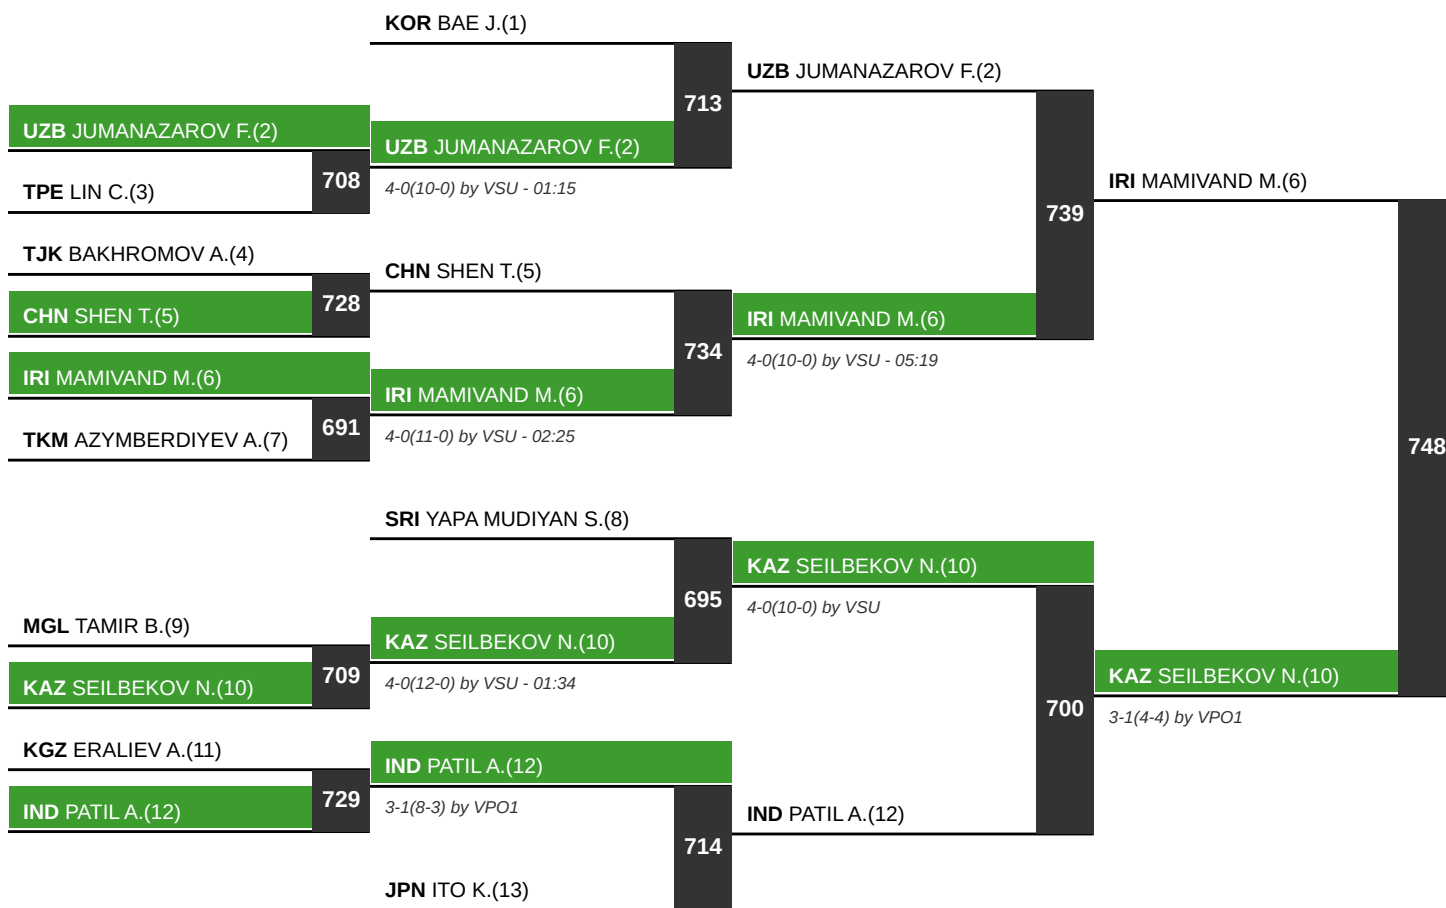 KOR BAE J.(1)
UZB JUMANAZAROV F.(2)
713
UZB JUMANAZAROV F.(2)
UZB JUMANAZAROV F.(2)
708
4-0(10-0) by VSU - 01:15
TPE LIN C.(3)
IRI MAMIVAND M.(6)
739
TJK BAKHROMOV A.(4)
CHN SHEN T.(5)
728
CHN SHEN T.(5)
IRI MAMIVAND M.(6)
734
4-0(10-0) by VSU - 05:19
IRI MAMIVAND M.(6)
IRI MAMIVAND M.(6)
691
4-0(11-0) by VSU - 02:25
TKM AZYMBERDIYEV A.(7)
748
SRI YAPA MUDIYAN S.(8)
KAZ SEILBEKOV N.(10)
695
4-0(10-0) by VSU
MGL TAMIR B.(9)
KAZ SEILBEKOV N.(10)
709
KAZ SEILBEKOV N.(10)
4-0(12-0) by VSU - 01:34
KAZ SEILBEKOV N.(10)
700
3-1(4-4) by VPO1
KGZ ERALIEV A.(11)
IND PATIL A.(12)
729
3-1(8-3) by VPO1
IND PATIL A.(12)
IND PATIL A.(12)
714
JPN ITO K.(13)